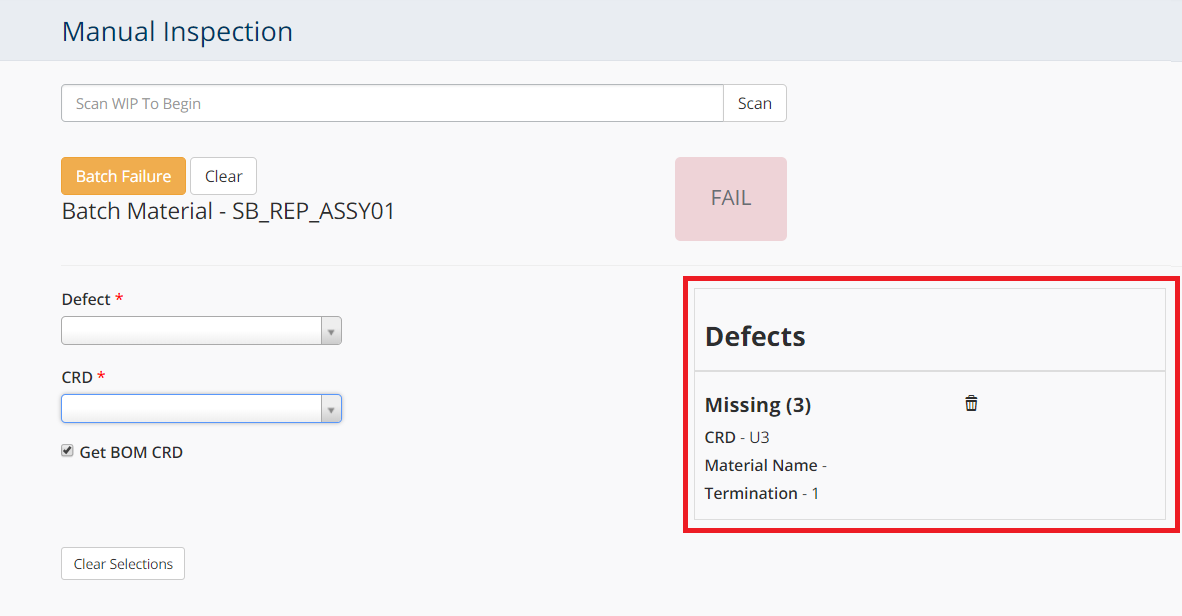 Manual Inspection
Scan WIP To Begin
Scan
Batch Failure
Clear
Batch Material - SB_REP_ASSY01
FAIL
Defect *
CRD *
Get BOM CRD
Clear Selections
Defects
Missing (3)
CRD - U3
Material Name -
Termination - 1